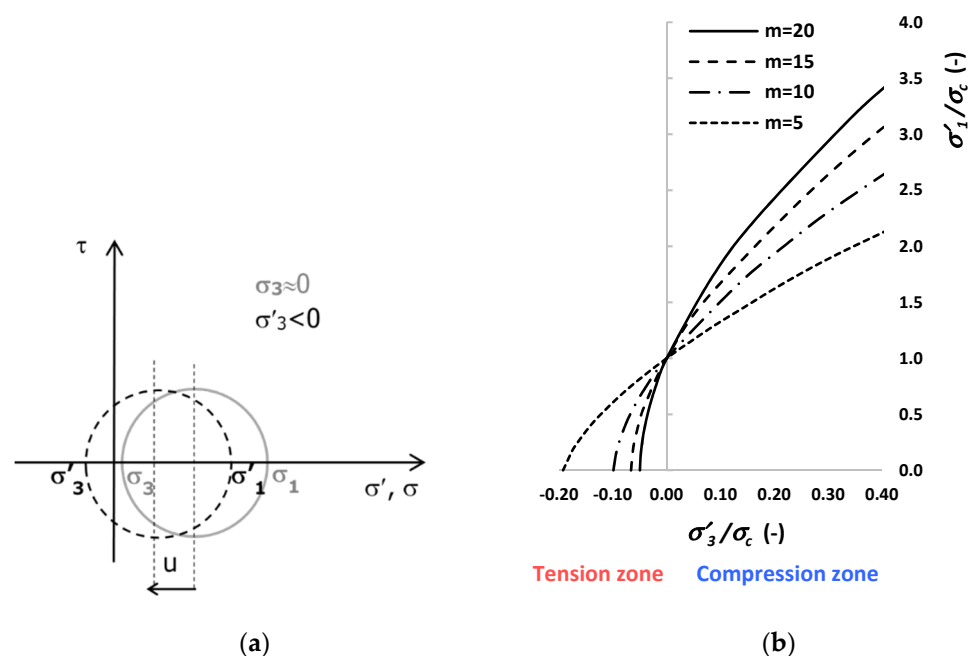 τ
σ₃≈0
σ'₃<0
σ'₃
σ₃
σ'₁
σ₁
σ', σ
u
(a)
m=20
m=15
m=10
m=5
4.0
3.5
3.0
2.5
2.0
1.5
1.0
0.5
0.0
σ'₁/σc (-)
-0.20 -0.10 0.00 0.10 0.20 0.30 0.40
σ'₃/σc (-)
Tension zone Compression zone
(b)